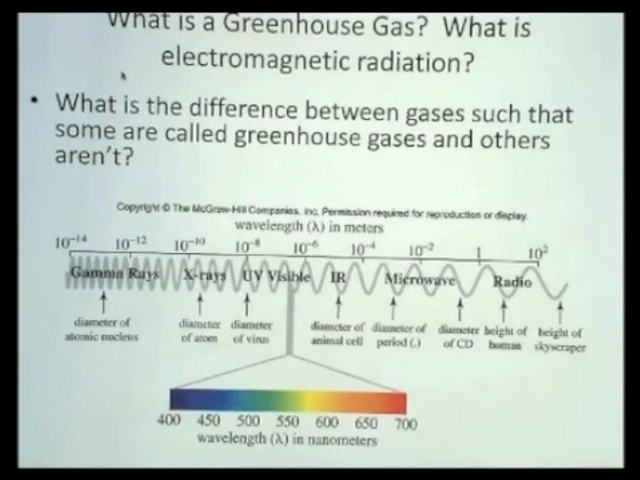 What is a Greenhouse Gas? What is
electromagnetic radiation?
• What is the difference between gases such that
some are called greenhouse gases and others
aren't?
Copyright © The McGraw-Hill Companies, Inc. Permission required for reproduction or display.
wavelength (λ) in meters
10⁻¹⁴ 10⁻¹² 10⁻¹⁰ 10⁻⁸ 10⁻⁶ 10⁻⁴ 10⁻² 1 10²
Gamma Rays X-rays UV Visible IR Microwave Radio
diameter of atomic nucleus
diameter of atom
diameter of virus
diameter of animal cell
diameter of period (.)
diameter of CD
height of human
height of skyscraper
400 450 500 550 600 650 700
wavelength (λ) in nanometers